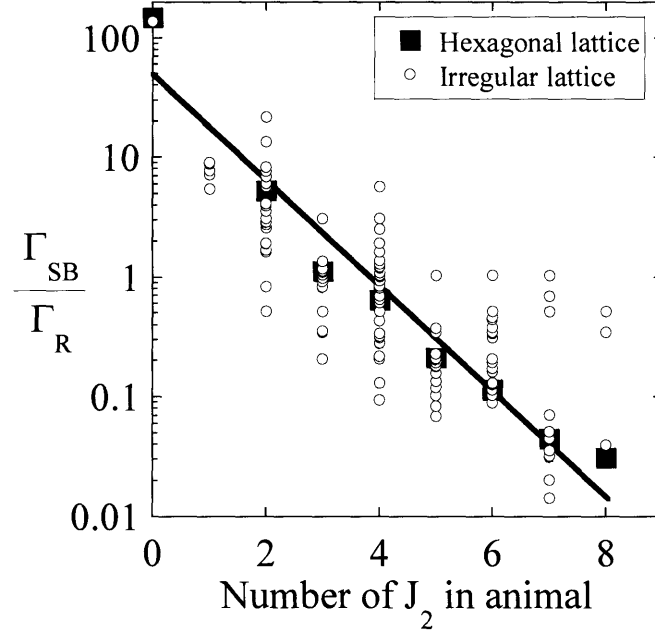 100
10
1
0.1
0.01
Γ_SB
Γ_R
Hexagonal lattice
Irregular lattice
0 2 4 6 8
Number of J_2 in animal